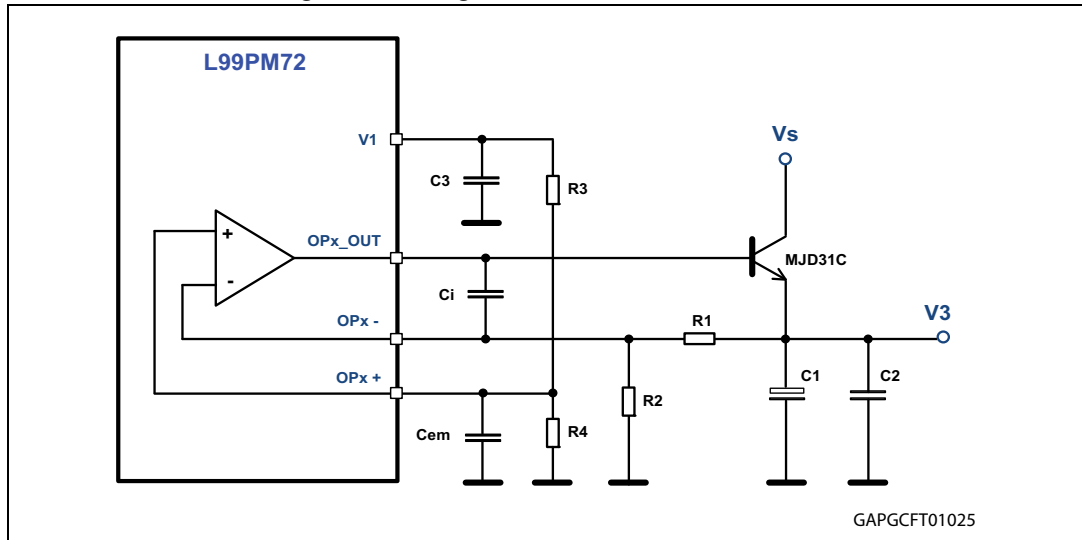 L99PM72
V1
Vs
C3
R3
OPx_OUT
+
-
MJD31C
Ci
V3
OPx -
R1
C1
C2
OPx +
R2
Cem
R4
GAPGCFT01025